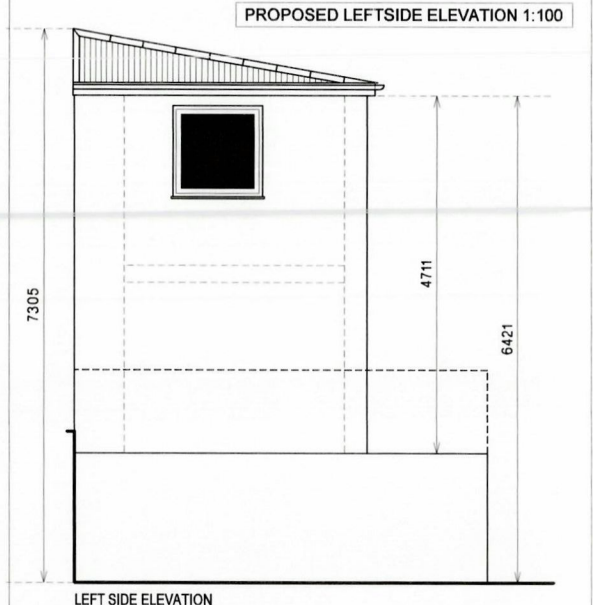 PROPOSED LEFTSIDE ELEVATION 1:100
7305
4711
6421
LEFT SIDE ELEVATION